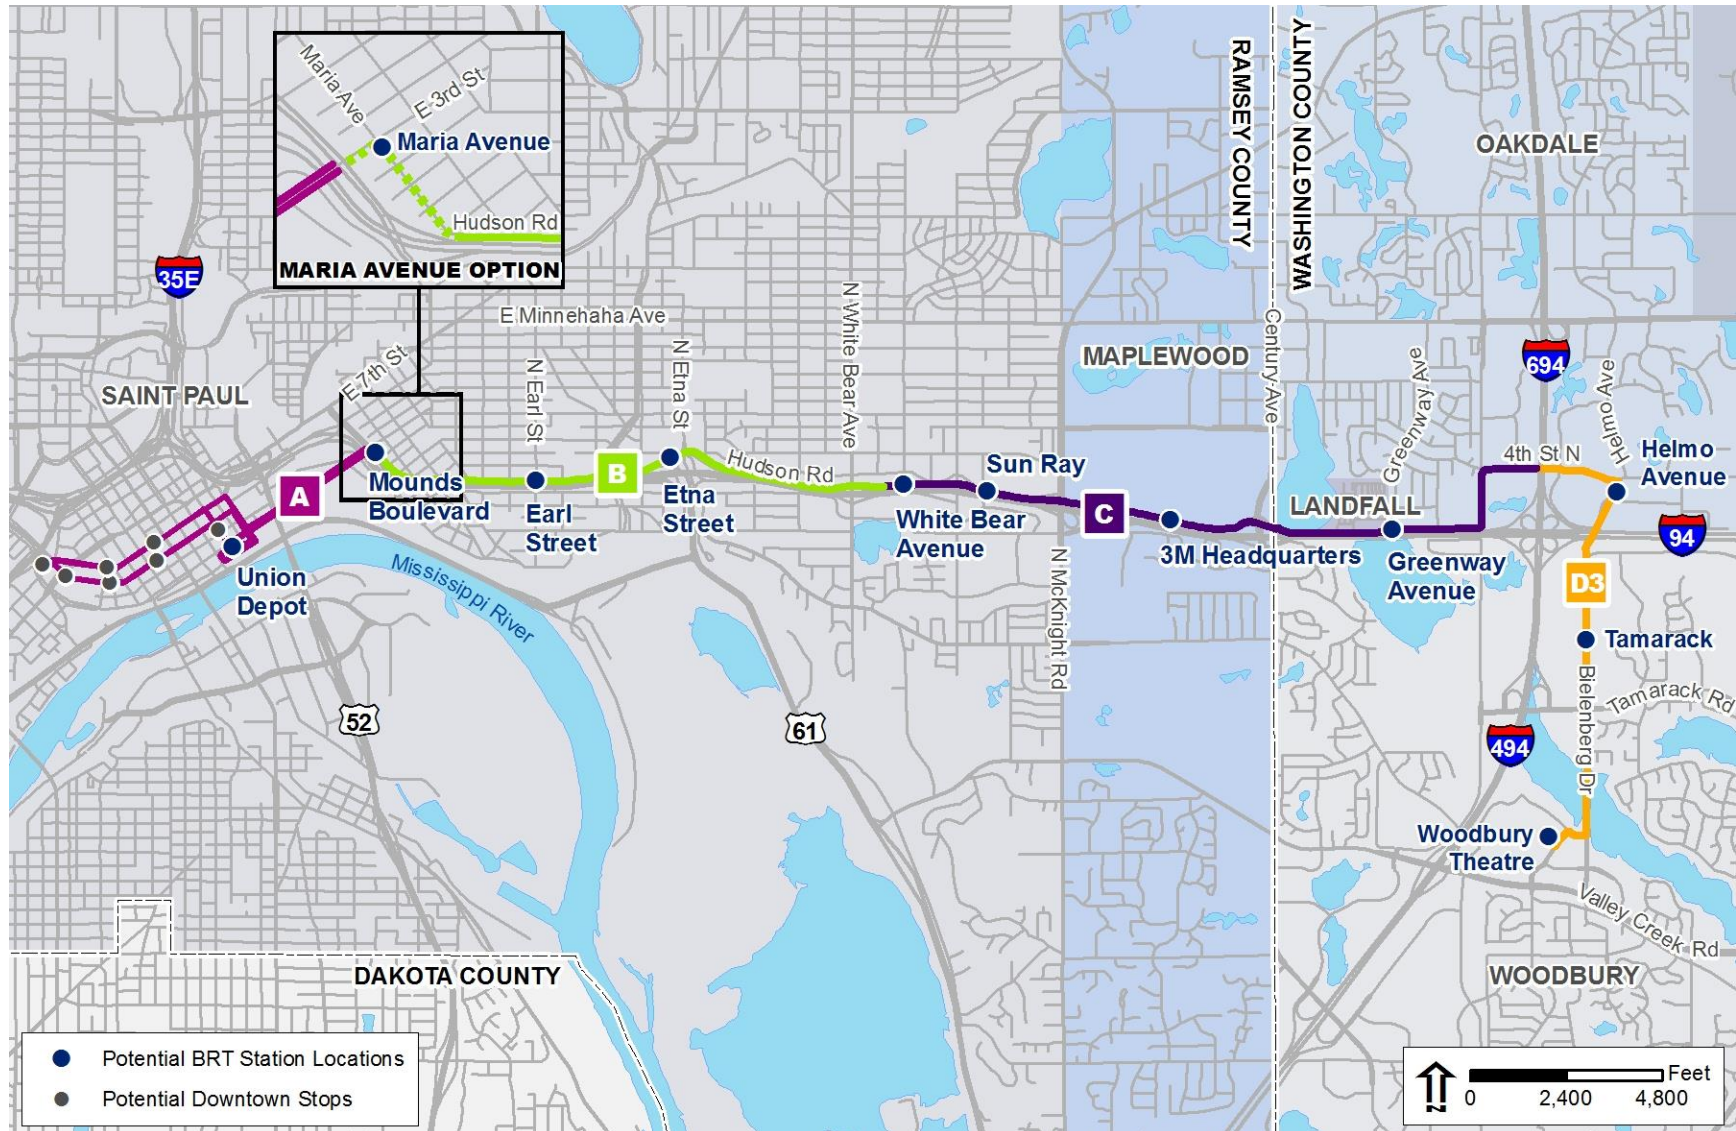 Maria Ave
E 3rd St
Maria Avenue
Hudson Rd
MARIA AVENUE OPTION
RAMSEY COUNTY
WASHINGTON COUNTY
OAKDALE
35E
E Minnehaha Ave
N White Bear Ave
Century Ave
MAPLEWOOD
694
Greenway Ave
Helmo Ave
SAINT PAUL
E 7th St
N Earl St
N Etna St
Hudson Rd
4th St N
Helmo
Avenue
A
Mounds
Boulevard
B
Earl
Street
Etna
Street
White Bear
Avenue
Sun Ray
C
3M Headquarters
LANDFALL
Greenway
Avenue
94
D3
Union
Depot
Mississippi River
N McKnight Rd
Tamarack
Bielenberg Dr
Tamarack Rd
52
61
494
Woodbury
Theatre
Valley Creek Rd
WOODBURY
DAKOTA COUNTY
Potential BRT Station Locations
Potential Downtown Stops
N
Feet
0 2,400 4,800